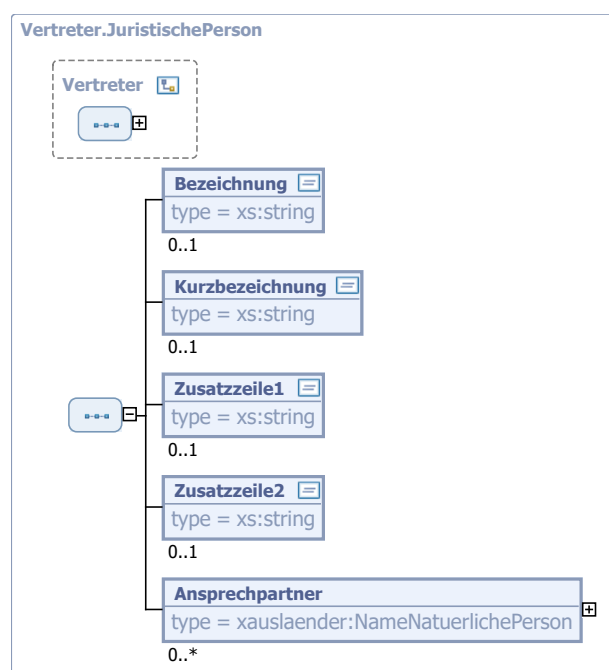 Vertreter.JuristischePerson
Vertreter
Bezeichnung
type = xs:string
0..1
Kurzbezeichnung
type = xs:string
0..1
Zusatzzeile1
type = xs:string
0..1
Zusatzzeile2
type = xs:string
0..1
Ansprechpartner
type = xauslaender:NameNatuerlichePerson
0..*